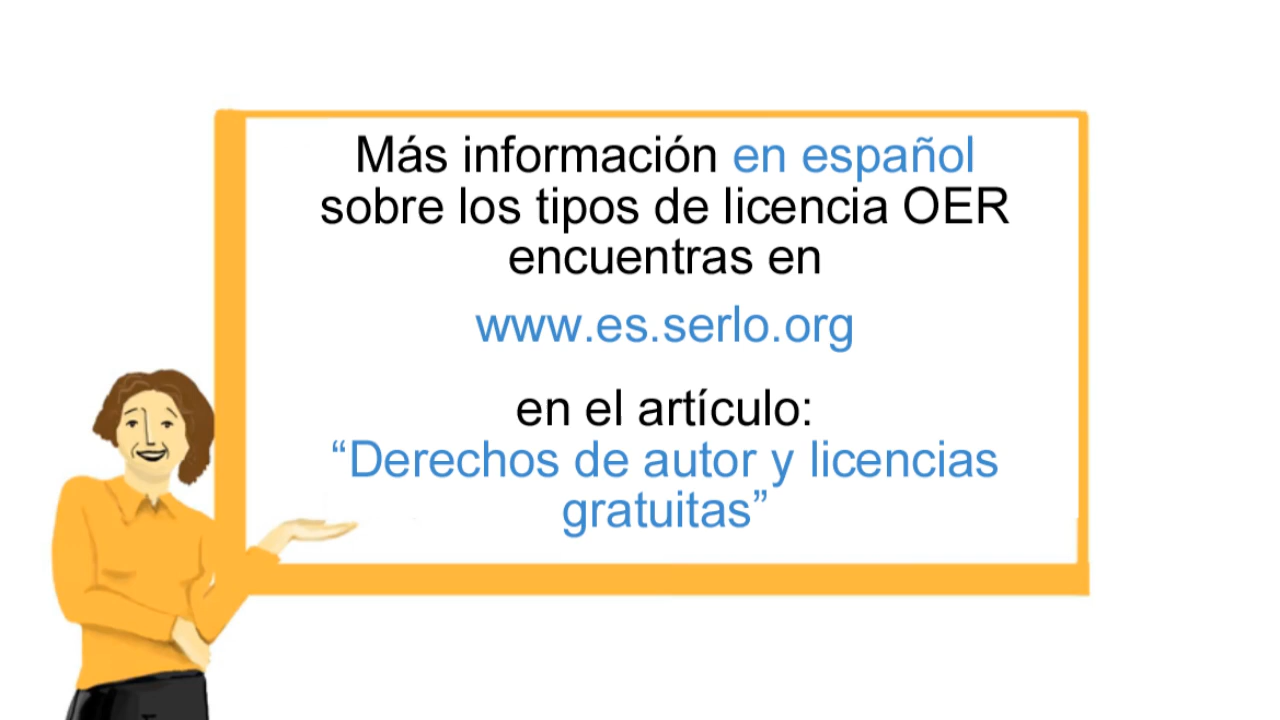 Más información en español
sobre los tipos de licencia OER
encuentras en
www.es.serlo.org
en el artículo:
“Derechos de autor y licencias
gratuitas”